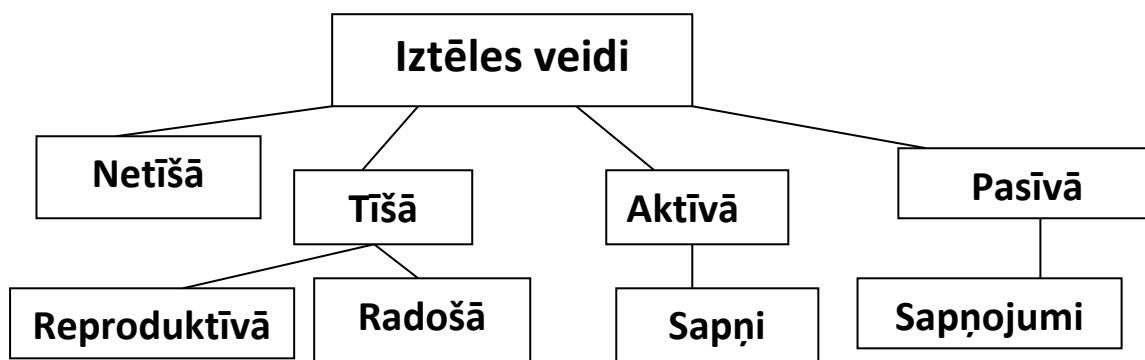 Iztēles veidi
Netīšā
Tīšā
Aktīvā
Pasīvā
Reproduktīvā
Radošā
Sapņi
Sapņojumi